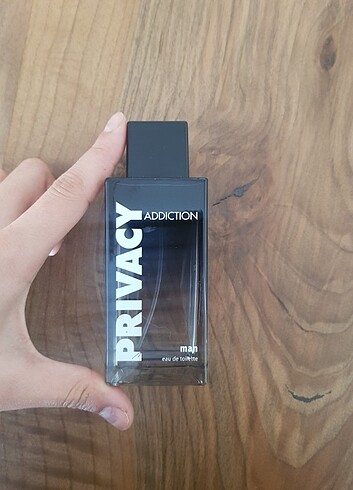 PRIVACY
ADDICTION
man
eau de toilette